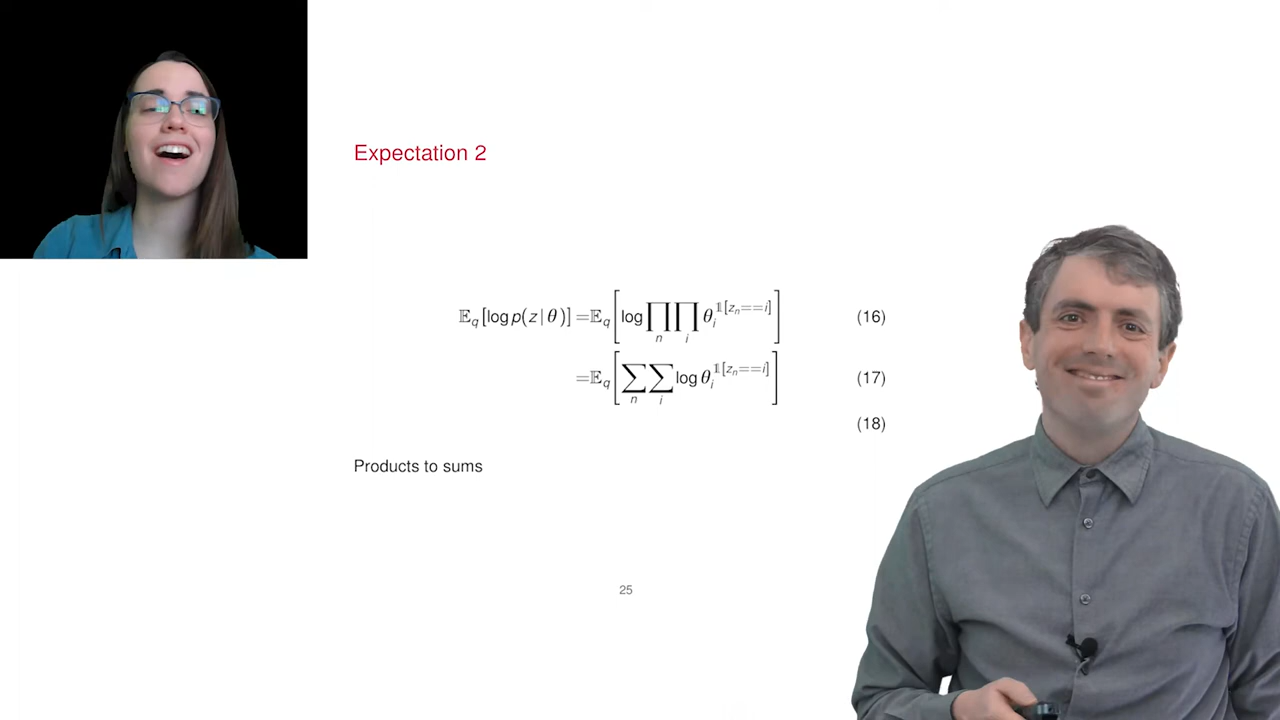 Expectation 2
𝔼_q [log p(z | θ)] = 𝔼_q [ log ∏_n ∏_i θ_i^{𝟙[z_n==i]} ] (16)
= 𝔼_q [ ∑_n ∑_i log θ_i^{𝟙[z_n==i]} ] (17)
(18)
Products to sums
25